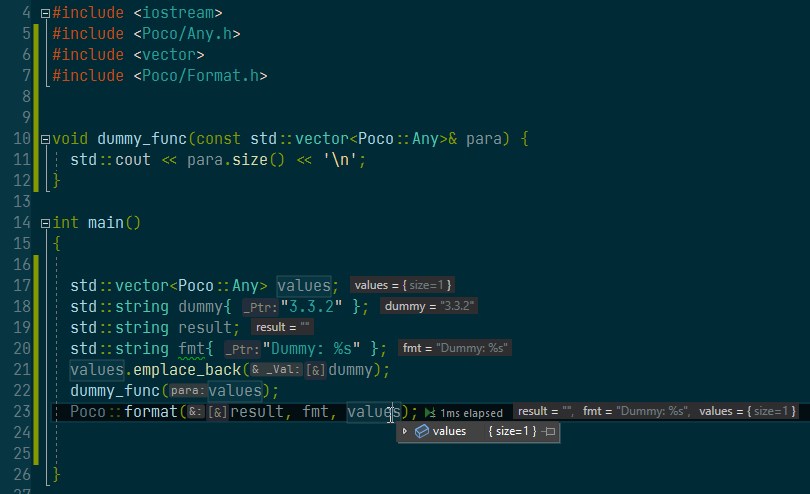 4 #include <iostream>
5 #include <Poco/Any.h>
6 #include <vector>
7 #include <Poco/Format.h>
8
9
10 void dummy_func(const std::vector<Poco::Any>& para) {
11 std::cout << para.size() << '\n';
12 }
13
14 int main()
15 {
16
17 std::vector<Poco::Any> values; values = { size=1 }
18 std::string dummy{ _Ptr: "3.3.2" }; dummy = "3.3.2"
19 std::string result; result = ""
20 std::string fmt{ _Ptr: "Dummy: %s" }; fmt = "Dummy: %s"
21 values.emplace_back(& _Val: [&]dummy);
22 dummy_func(para: values);
23 Poco::format(&: [&]result, fmt, values); 1ms elapsed result = "", fmt = "Dummy: %s", values = { size=1 }
24 values { size=1 }
25
26 }
27